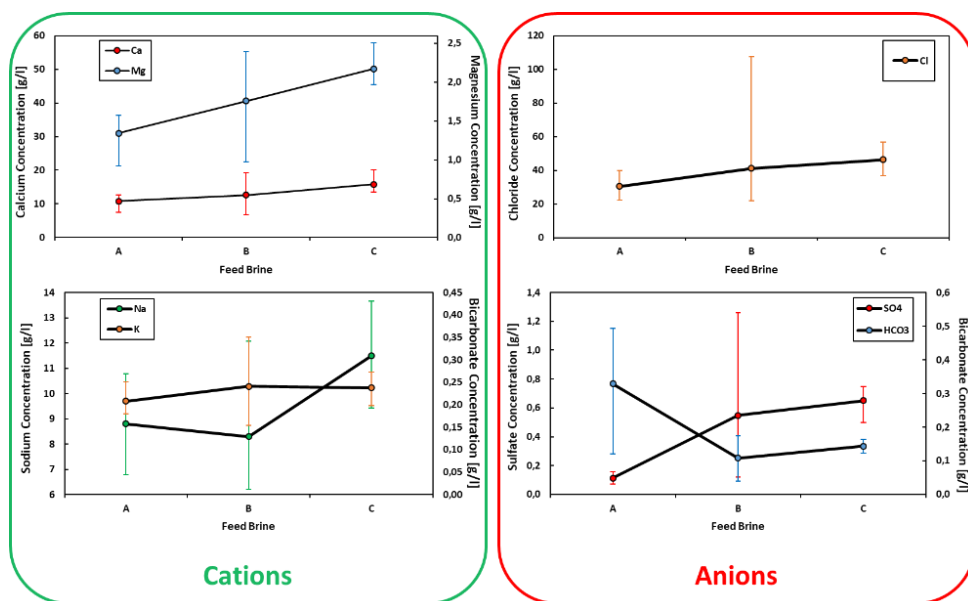 Ca
Mg
Calcium Concentration [g/l]
60
50
40
30
20
10
0
Magnesium Concentration [g/l]
2,5
2,0
1,5
1,0
0,5
0,0
A B C
Feed Brine
Cl
Chloride Concentration [g/l]
120
100
80
60
40
20
0
A B C
Feed Brine
Na
K
Sodium Concentration [g/l]
14
13
12
11
10
9
8
7
6
Bicarbonate Concentration [g/l]
0,45
0,40
0,35
0,30
0,25
0,20
0,15
0,10
0,05
0,00
A B C
Feed Brine
SO4
HCO3
Sulfate Concentration [g/l]
1,4
1,2
1,0
0,8
0,6
0,4
0,2
0,0
Bicarbonate Concentration [g/l]
0,6
0,5
0,4
0,3
0,2
0,1
0,0
A B C
Feed Brine
Cations
Anions